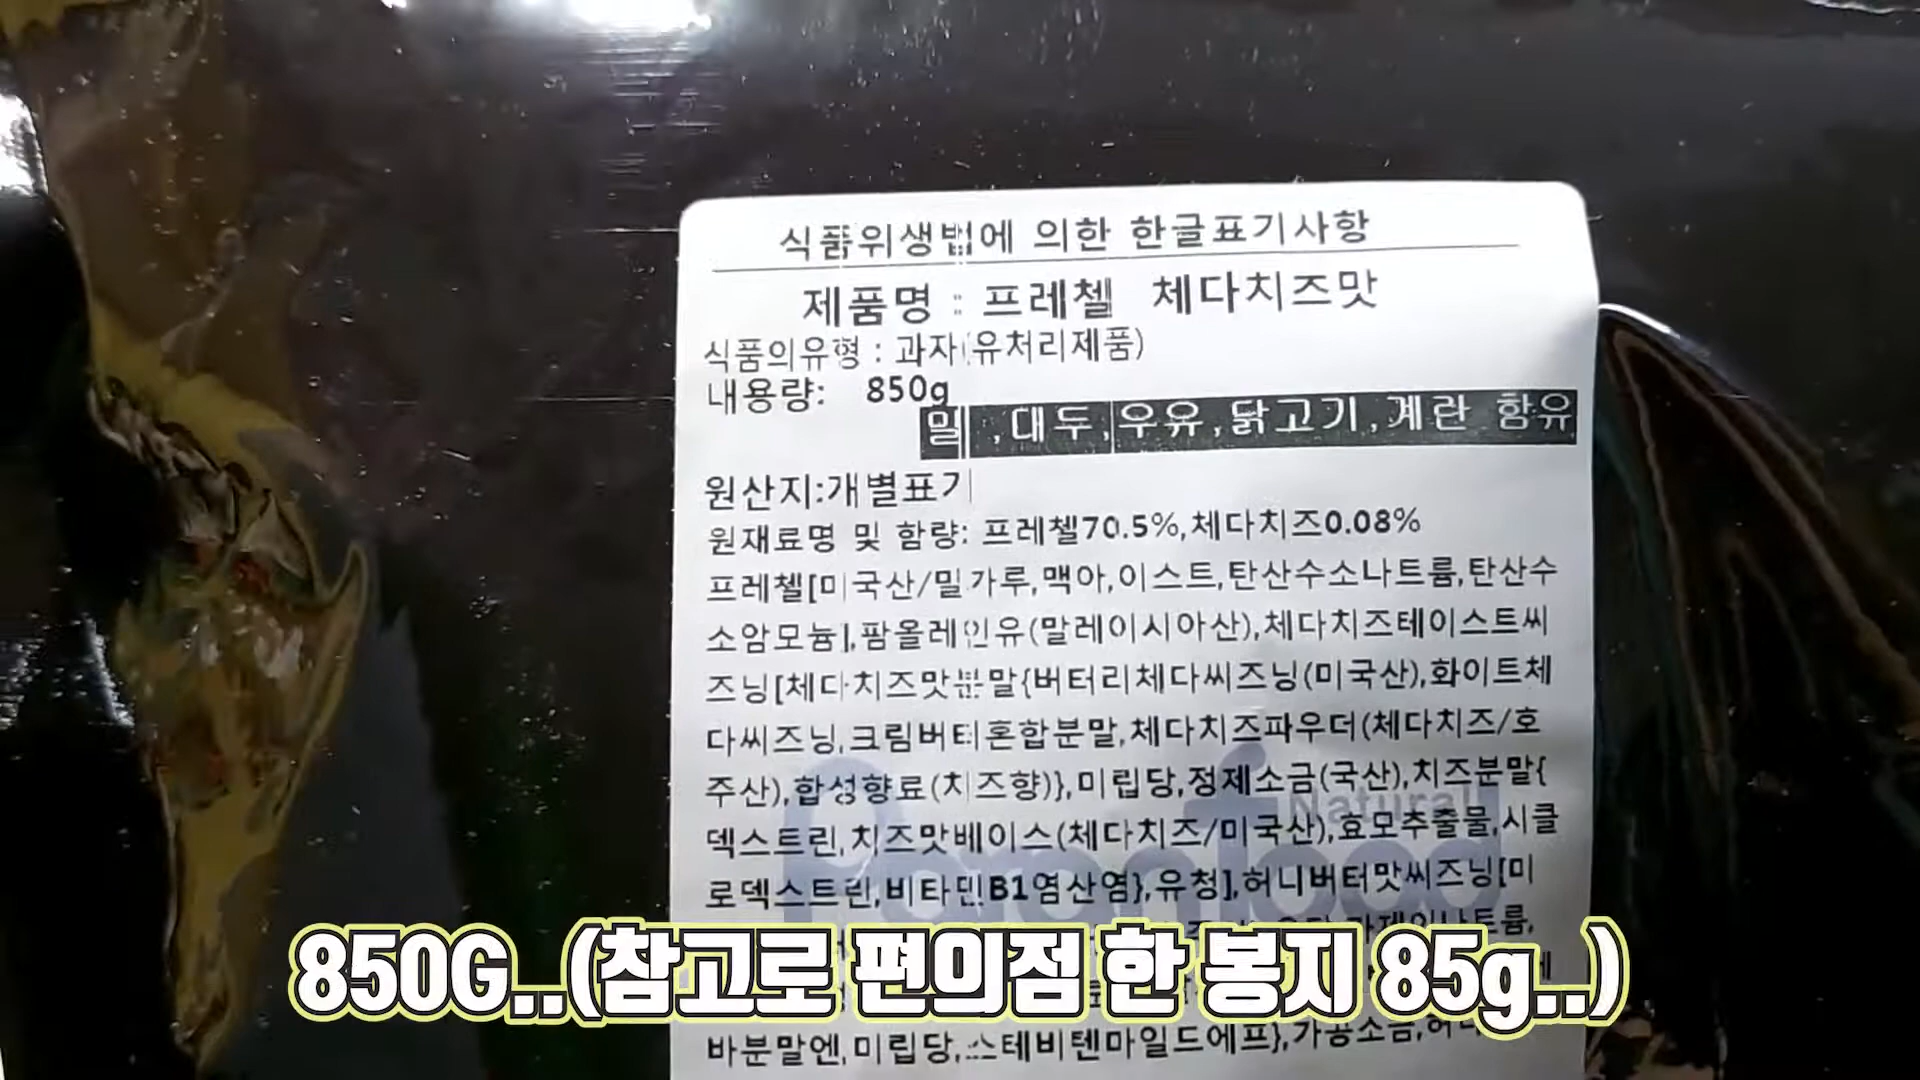 식품위생법에 의한 한글표기사항
제품명 : 프레첼 체다치즈맛
식품의유형 : 과자(유처리제품)
내용량: 850g
밀 ,대두,우유,닭고기,계란 함유
원산지:개별표기
원재료명 및 함량: 프레첼70.5%,체다치즈0.08%
프레첼[미국산/밀가루,맥아,이스트,탄산수소나트륨,탄산수
소암모늄],팜올레인유(말레이시아산),체다치즈테이스트씨
즈닝[체다치즈맛분말{버터리체다씨즈닝(미국산),화이트체
다씨즈닝,크림버터혼합분말,체다치즈파우더(체다치즈/호
주산),합성향료(치즈향)},미립당,정제소금(국산),치즈분말{
덱스트린,치즈맛베이스(체다치즈/미국산),효모추출물,시클
로덱스트린,비타민B1염산염},유청],허니버터맛씨즈닝[미
Natural
850G..(참고로 편의점 한 봉지 85g..)
바분말엔,미립당,스테비텐마일드에프},가공소금,허